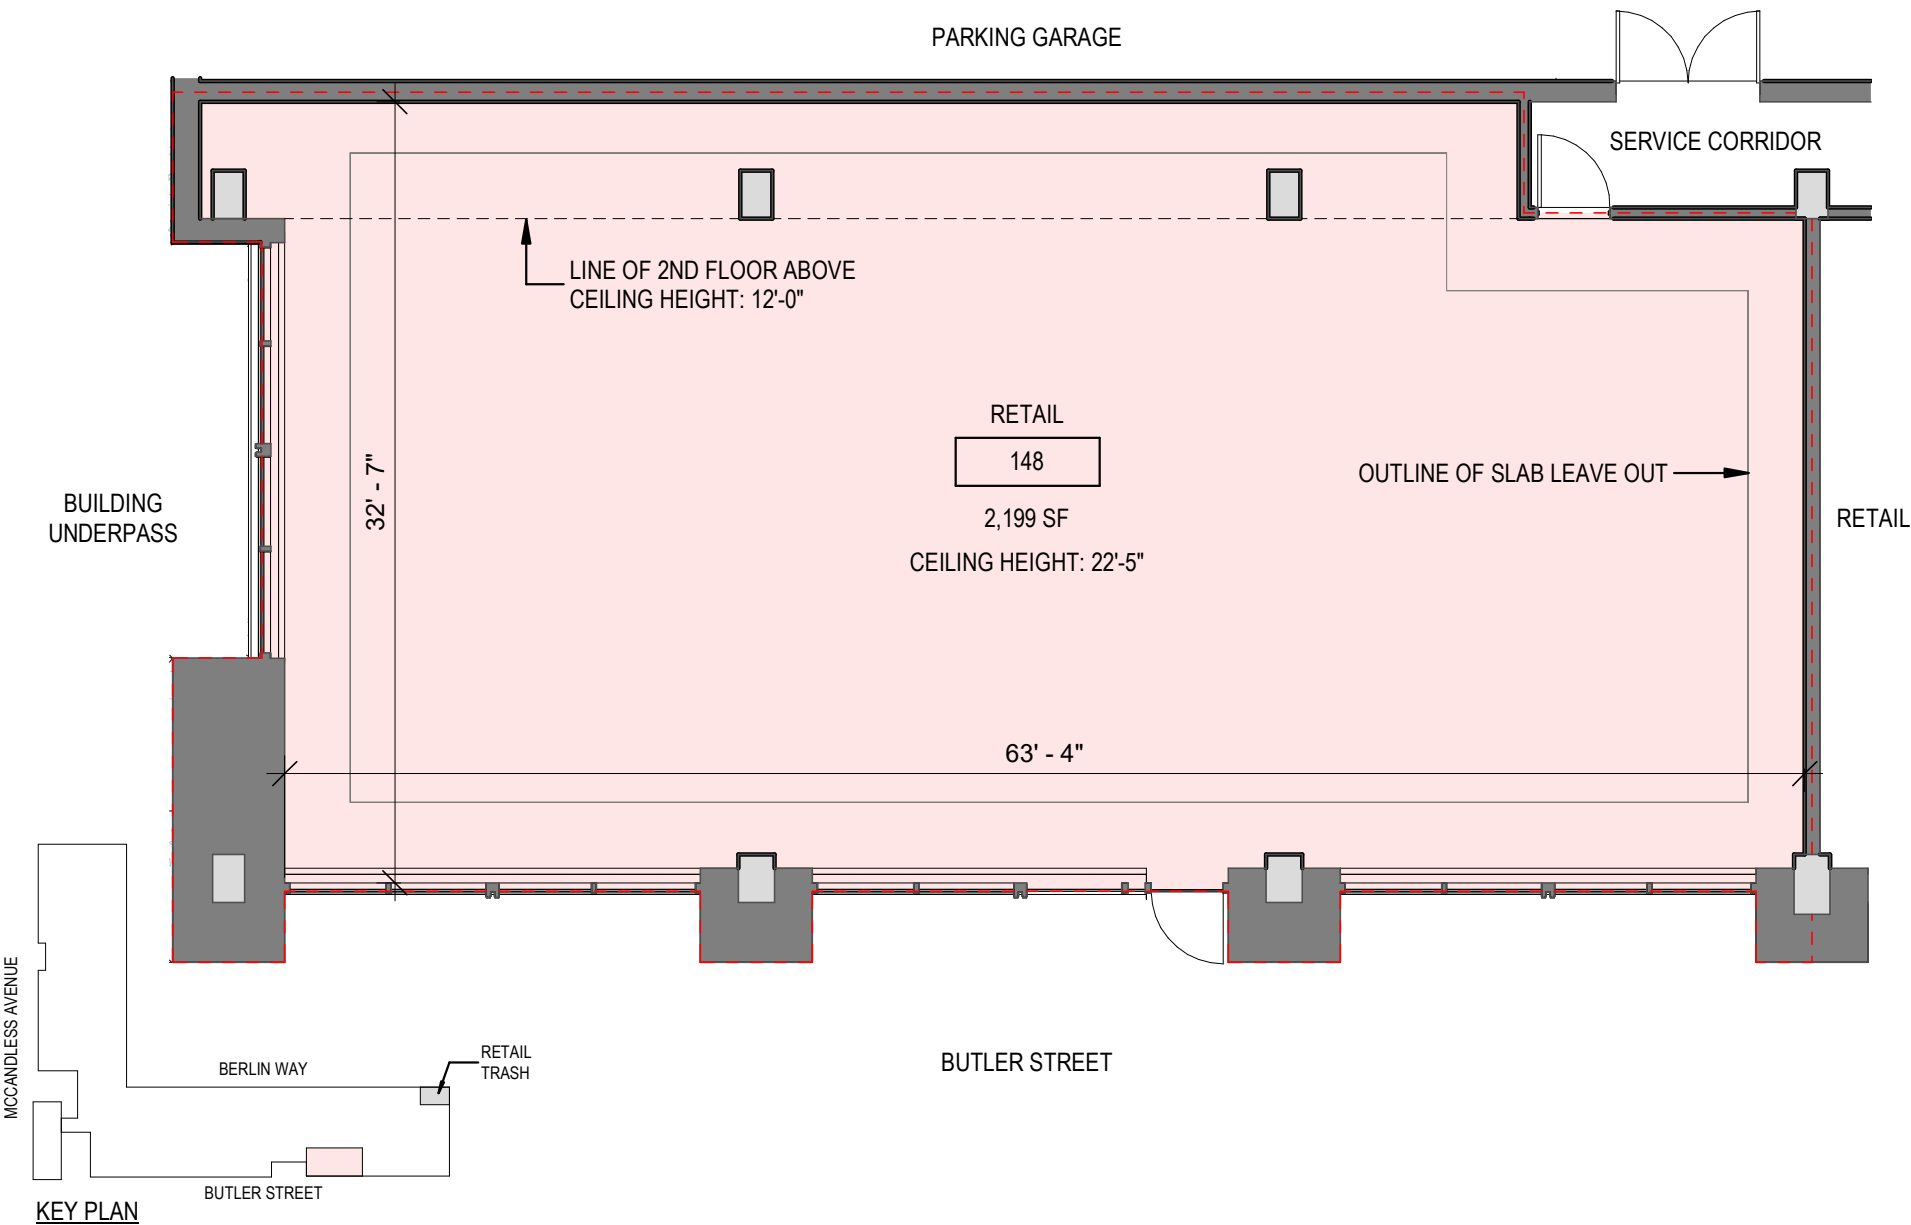 PARKING GARAGE
SERVICE CORRIDOR
LINE OF 2ND FLOOR ABOVE
CEILING HEIGHT: 12'-0"
RETAIL
148
2,199 SF
CEILING HEIGHT: 22'-5"
32' - 7"
OUTLINE OF SLAB LEAVE OUT
BUILDING
UNDERPASS
RETAIL
63' - 4"
BUTLER STREET
MCCANDLESS AVENUE
BERLIN WAY
RETAIL
TRASH
BUTLER STREET
KEY PLAN